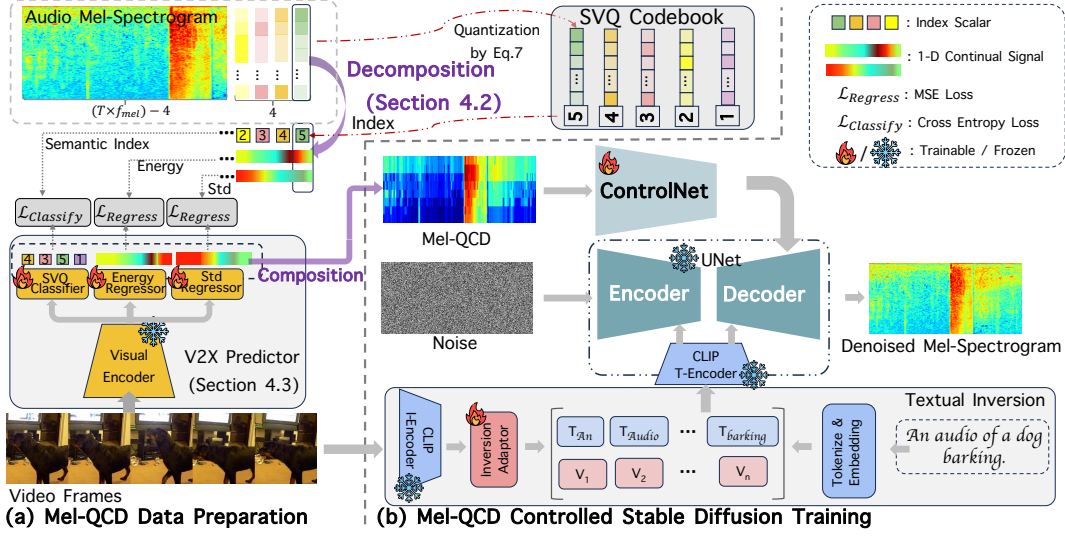 Audio Mel-Spectrogram
(T×f_mel) − 4
4
Quantization
by Eq.7
Decomposition
(Section 4.2)
Index
SVQ Codebook
5
4
3
2
1
: Index Scalar
: 1-D Continual Signal
ℒ_Regress : MSE Loss
ℒ_Classify : Cross Entropy Loss
/ : Trainable / Frozen
2 3 4 5
Semantic Index
Energy
Std
ℒ_Classify
ℒ_Regress
ℒ_Regress
4 3 5 1
SVQ
Classifier
Energy
Regressor
Std
Regressor
Composition
Visual
Encoder
V2X Predictor
(Section 4.3)
Video Frames
(a) Mel-QCD Data Preparation
Mel-QCD
ControlNet
Noise
UNet
Encoder
Decoder
Denoised Mel-Spectrogram
CLIP
T-Encoder
Textual Inversion
CLIP
I-Encoder
Inversion
Adaptor
T_An
T_Audio
...
T_barking
V_1
V_2
...
V_n
Tokenize &
Embedding
An audio of a dog
barking.
(b) Mel-QCD Controlled Stable Diffusion Training